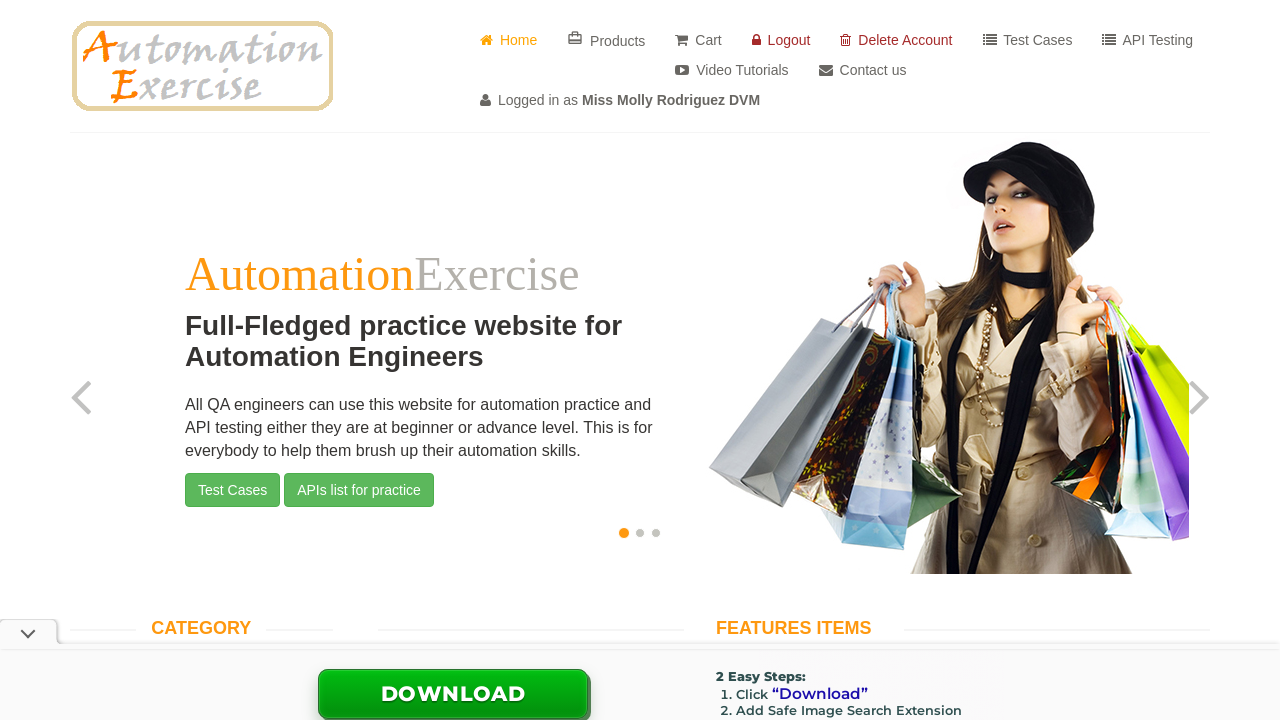 Automation
Exercise
Home
Products
Cart
Logout
Delete Account
Test Cases
API Testing
Video Tutorials
Contact us
Logged in as Miss Molly Rodriguez DVM
AutomationExercise
Full-Fledged practice website for
Automation Engineers
All QA engineers can use this website for automation practice and
API testing either they are at beginner or advance level. This is for
everybody to help them brush up their automation skills.
Test Cases
APIs list for practice
CATEGORY
FEATURES ITEMS
DOWNLOAD
2 Easy Steps:
1. Click “Download”
2. Add Safe Image Search Extension